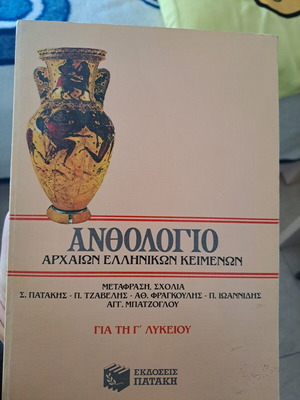 ΑΝΘΟΛΟΓΙΟ
ΑΡΧΑΙΩΝ ΕΛΛΗΝΙΚΩΝ ΚΕΙΜΕΝΩΝ
ΜΕΤΑΦΡΑΣΗ, ΣΧΟΛΙΑ
Σ. ΠΑΤΑΚΗΣ - Π. ΤΖΑΒΕΛΗΣ - ΑΘ. ΦΡΑΓΚΟΥΛΗΣ - Π. ΙΩΑΝΝΙΔΗΣ
ΑΓΓ. ΜΠΑΤΖΟΓΛΟΥ
ΓΙΑ ΤΗ Γ΄ ΛΥΚΕΙΟΥ
ΕΚΔΟΣΕΙΣ
ΠΑΤΑΚΗ